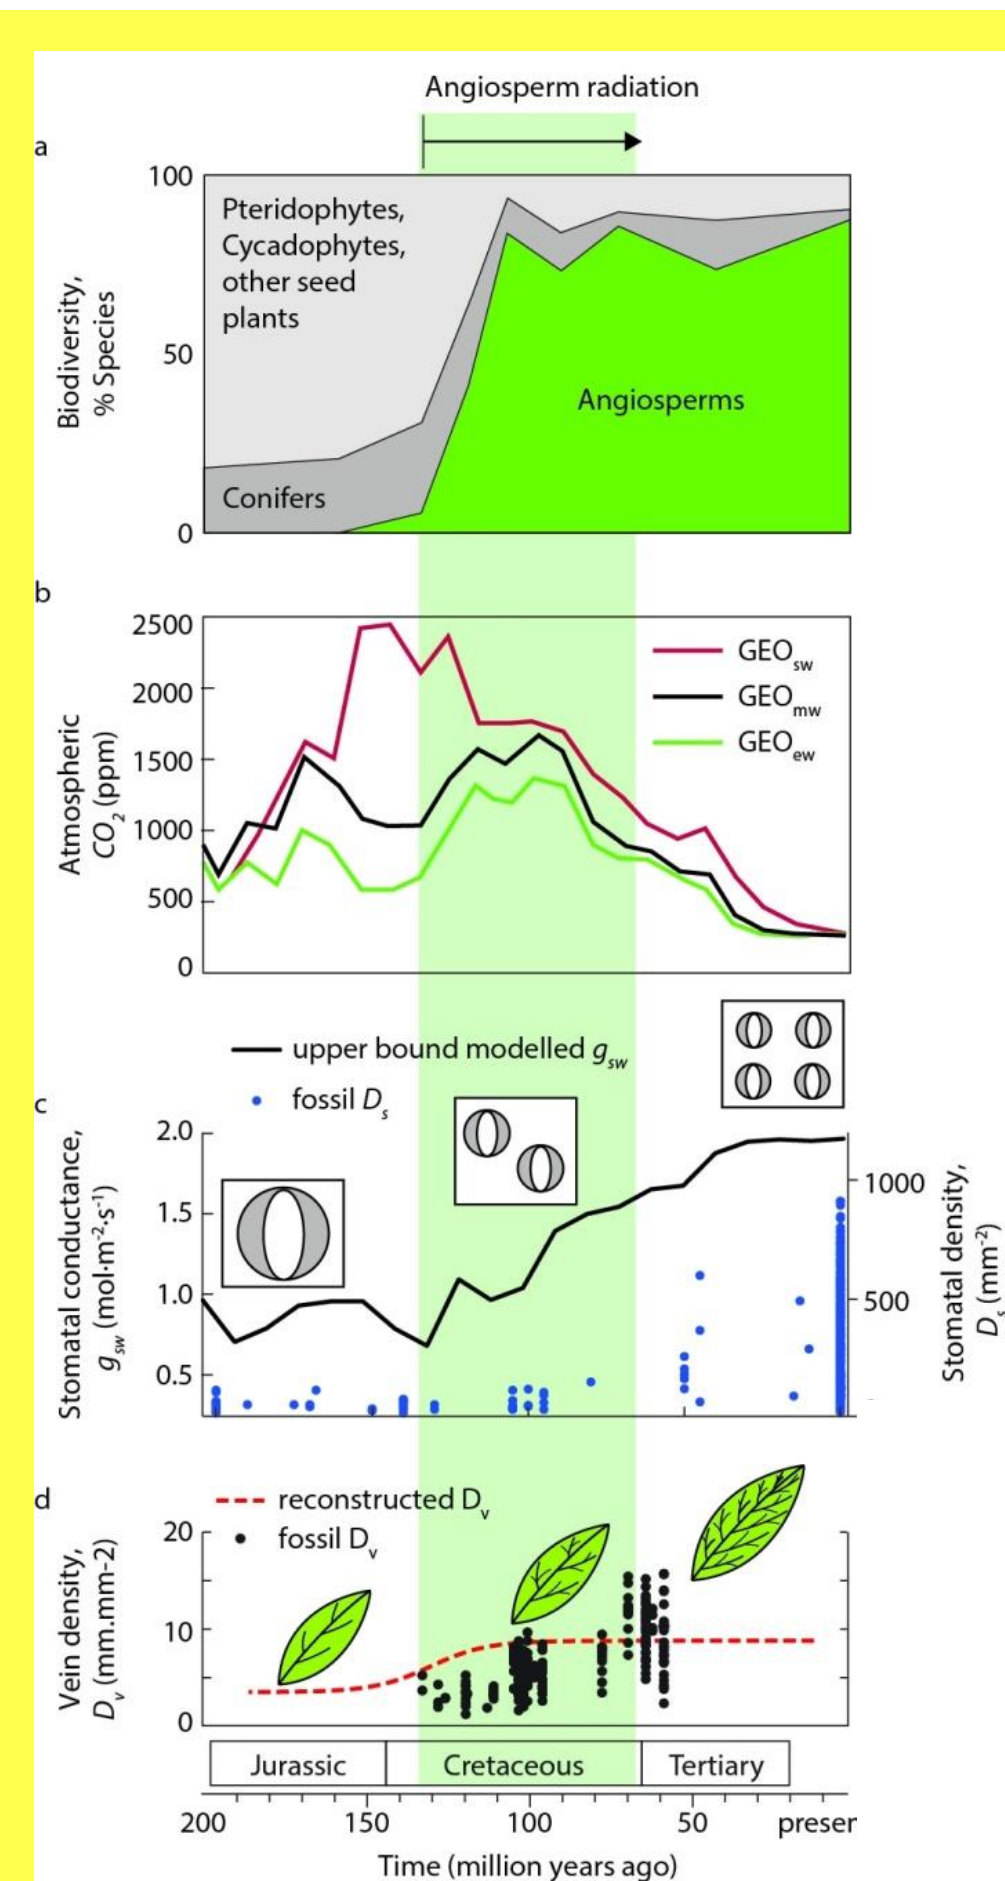 Angiosperm radiation
a
100
50
0
Biodiversity,
% Species
Pteridophytes,
Cycadophytes,
other seed
plants
Conifers
Angiosperms
b
2500
2000
1500
1000
500
0
Atmospheric
CO2 (ppm)
GEOsw
GEOmw
GEOew
upper bound modelled gsw
fossil Ds
c
2.0
1.5
1.0
0.5
Stomatal conductance,
gsw (mol·m-2·s-1)
1000
500
Stomatal density,
Ds (mm-2)
d
reconstructed Dv
fossil Dv
20
10
0
Vein density,
Dv (mm.mm-2)
Jurassic
Cretaceous
Tertiary
200
150
100
50
presen
Time (million years ago)